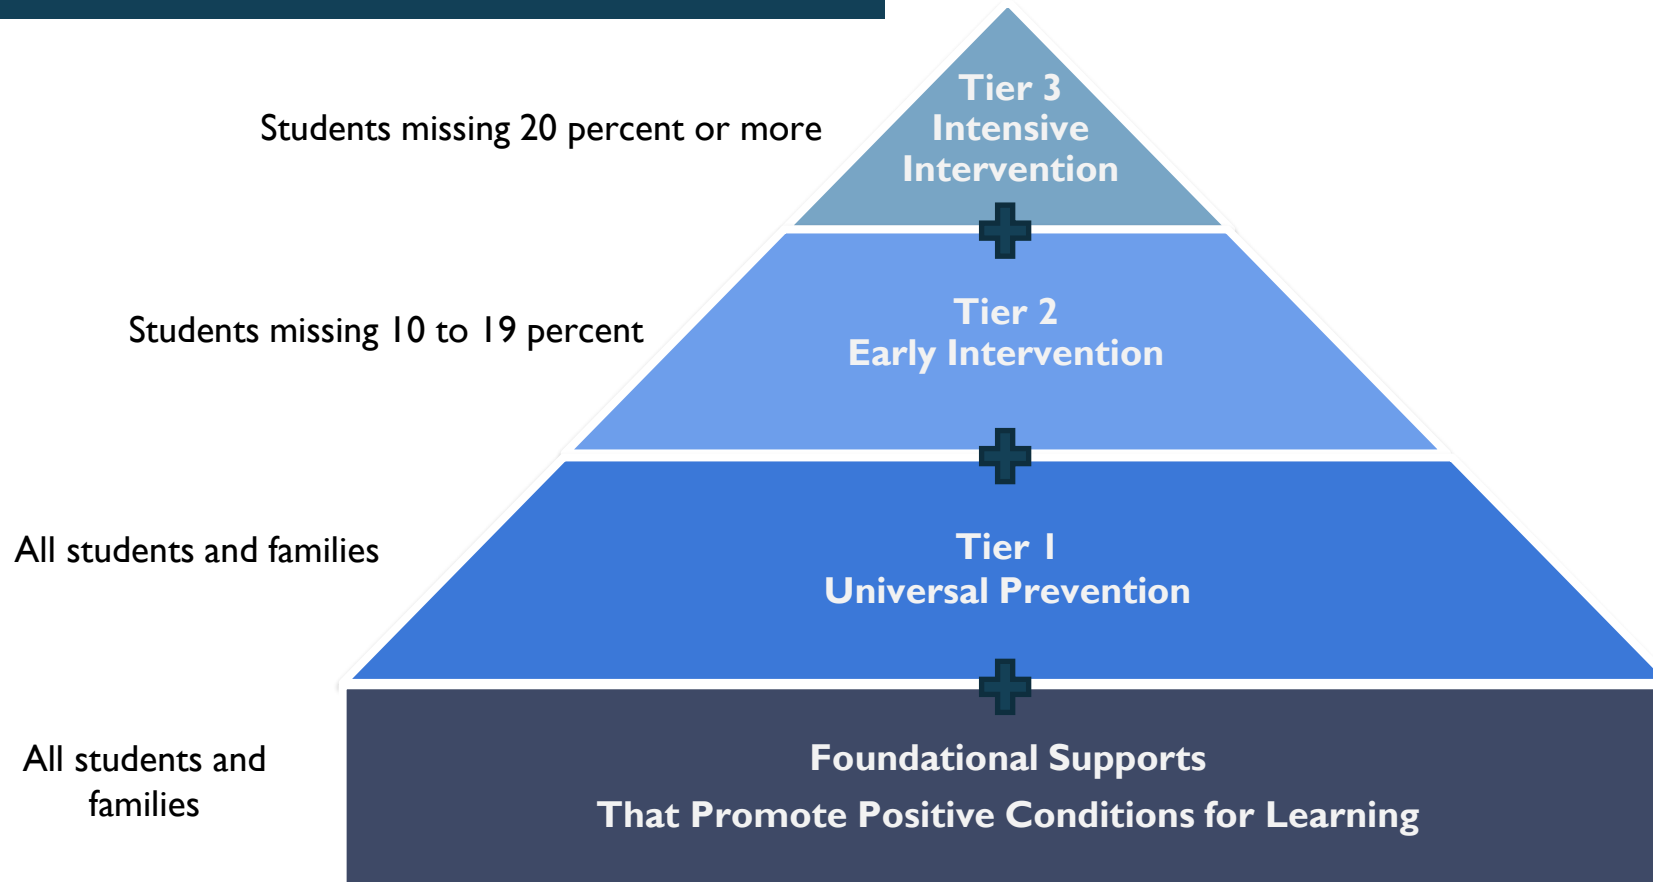 Tier 3
Intensive
Intervention
Students missing 20 percent or more
Tier 2
Early Intervention
Students missing 10 to 19 percent
Tier 1
Universal Prevention
All students and families
Foundational Supports
That Promote Positive Conditions for Learning
All students and
families